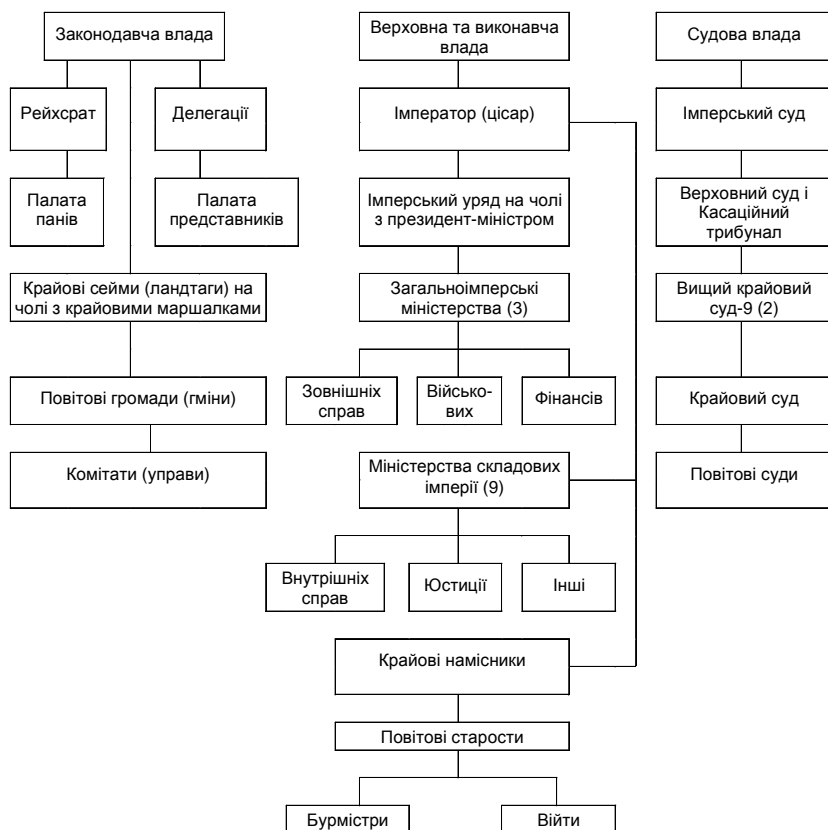 Законодавча влада
Рейхсрат
Делегації
Палата
панів
Палата
представників
Крайові сейми (ландтаги) на
чолі з крайовими маршалками
Повітові громади (гміни)
Комітати (управи)
Верховна та виконавча
влада
Імператор (цісар)
Імперський уряд на чолі
з президент-міністром
Загальноімперські
міністерства (3)
Зовнішніх
справ
Військо-
вих
Фінансів
Міністерства складових
імперії (9)
Внутрішніх
справ
Юстиції
Інші
Крайові намісники
Повітові старости
Бурмістри
Війти
Судова влада
Імперський суд
Верховний суд і
Касаційний
трибунал
Вищий крайовий
суд-9 (2)
Крайовий суд
Повітові суди